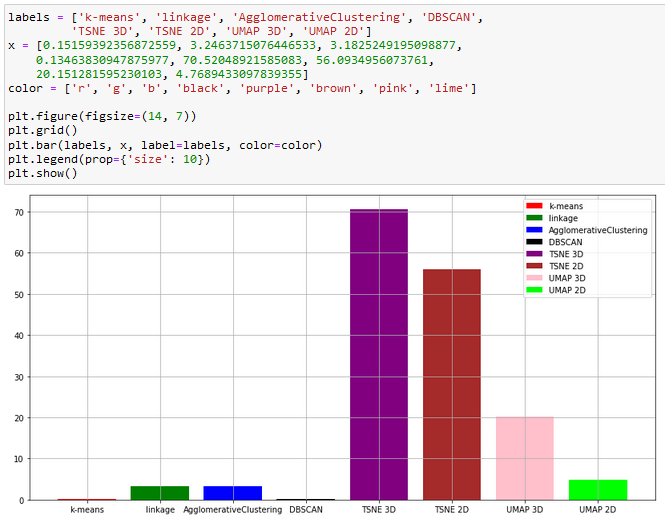 labels = ['k-means', 'linkage', 'AgglomerativeClustering', 'DBSCAN',
'TSNE 3D', 'TSNE 2D', 'UMAP 3D', 'UMAP 2D']
x = [0.15159392356872559, 3.2463715076446533, 3.1825249195098877,
0.13463830947875977, 70.52048921585083, 56.0934956073761,
20.151281595230103, 4.7689433097839355]
color = ['r', 'g', 'b', 'black', 'purple', 'brown', 'pink', 'lime']
plt.figure(figsize=(14, 7))
plt.grid()
plt.bar(labels, x, label=labels, color=color)
plt.legend(prop={'size': 10})
plt.show()
70
60
50
40
30
20
10
0
k-means
linkage
AgglomerativeClustering
DBSCAN
TSNE 3D
TSNE 2D
UMAP 3D
UMAP 2D
k-means linkage AgglomerativeClustering DBSCAN TSNE 3D TSNE 2D UMAP 3D UMAP 2D